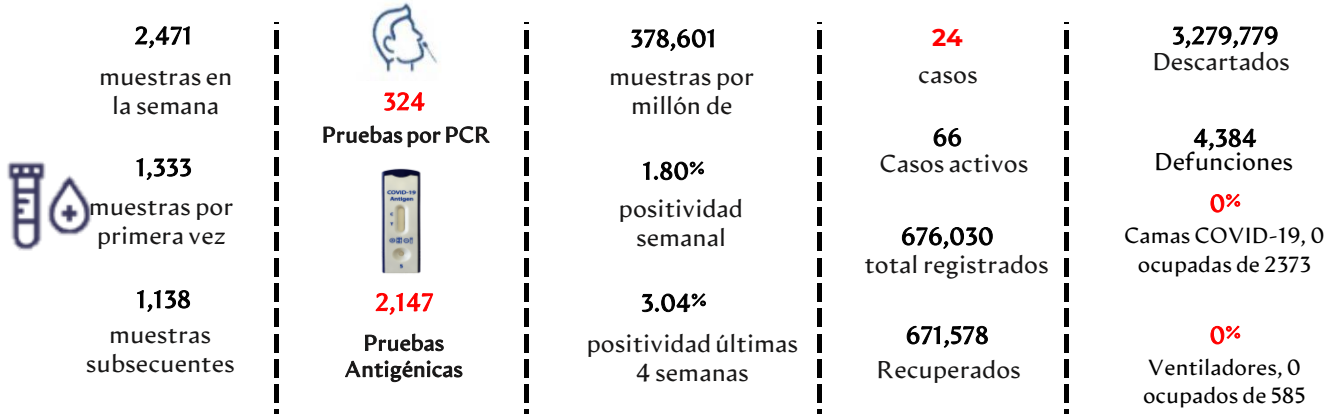 2,471
muestras en
la semana
1,333
muestras por
primera vez
1,138
muestras
subsecuentes
324
Pruebas por PCR
COVID-19
Antigen
C
T
S
2,147
Pruebas
Antigénicas
378,601
muestras por
millón de
1.80%
positividad
semanal
3.04%
positividad últimas
4 semanas
24
casos
66
Casos activos
676,030
total registrados
671,578
Recuperados
3,279,779
Descartados
4,384
Defunciones
0%
Camas COVID-19, 0
ocupadas de 2373
0%
Ventiladores, 0
ocupados de 585